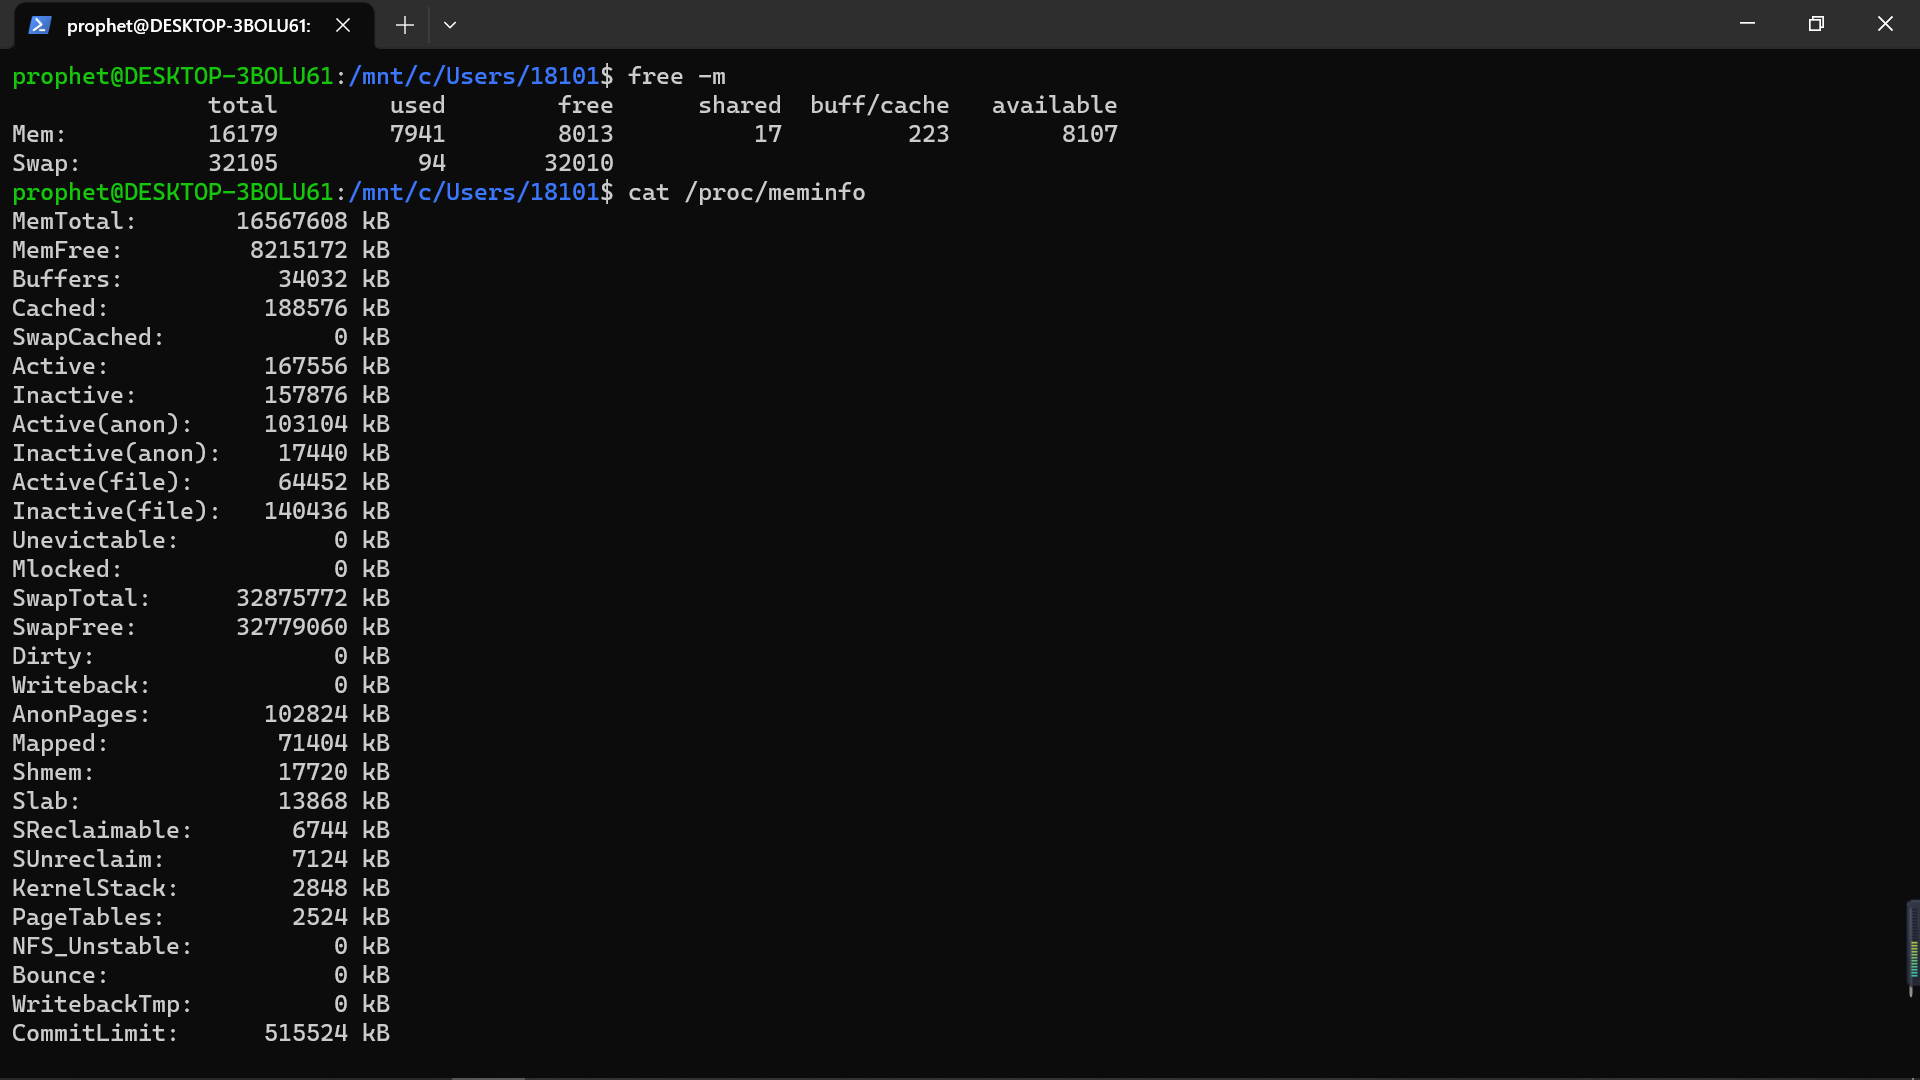 prophet@DESKTOP-3BOLU61:
prophet@DESKTOP-3BOLU61:/mnt/c/Users/18101$ free -m
              total        used        free      shared  buff/cache   available
Mem:          16179        7941        8013          17         223        8107
Swap:         32105          94       32010
prophet@DESKTOP-3BOLU61:/mnt/c/Users/18101$ cat /proc/meminfo
MemTotal:       16567608 kB
MemFree:         8215172 kB
Buffers:           34032 kB
Cached:           188576 kB
SwapCached:            0 kB
Active:           167556 kB
Inactive:         157876 kB
Active(anon):     103104 kB
Inactive(anon):    17440 kB
Active(file):      64452 kB
Inactive(file):   140436 kB
Unevictable:           0 kB
Mlocked:               0 kB
SwapTotal:      32875772 kB
SwapFree:       32779060 kB
Dirty:                 0 kB
Writeback:             0 kB
AnonPages:        102824 kB
Mapped:            71404 kB
Shmem:             17720 kB
Slab:              13868 kB
SReclaimable:       6744 kB
SUnreclaim:         7124 kB
KernelStack:        2848 kB
PageTables:         2524 kB
NFS_Unstable:          0 kB
Bounce:                0 kB
WritebackTmp:          0 kB
CommitLimit:      515524 kB